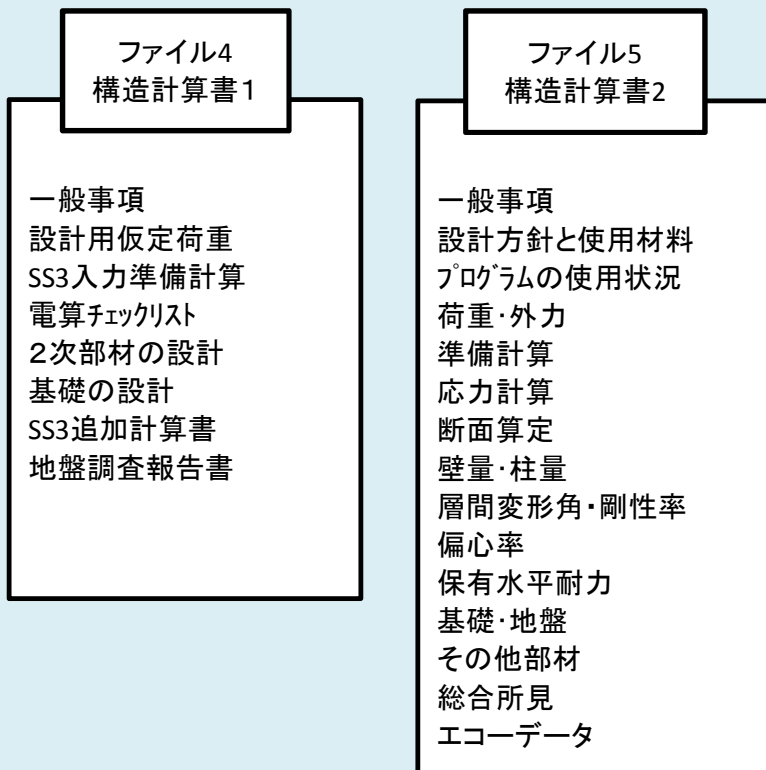 ファイル4
構造計算書１
一般事項
設計用仮定荷重
SS3入力準備計算
電算ﾁｪｯｸﾘｽﾄ
２次部材の設計
基礎の設計
SS3追加計算書
地盤調査報告書
ファイル5
構造計算書2
一般事項
設計方針と使用材料
ﾌﾟﾛｸﾞﾗﾑの使用状況
荷重･外力
準備計算
応力計算
断面算定
壁量･柱量
層間変形角・剛性率
偏心率
保有水平耐力
基礎･地盤
その他部材
総合所見
エコーデータ